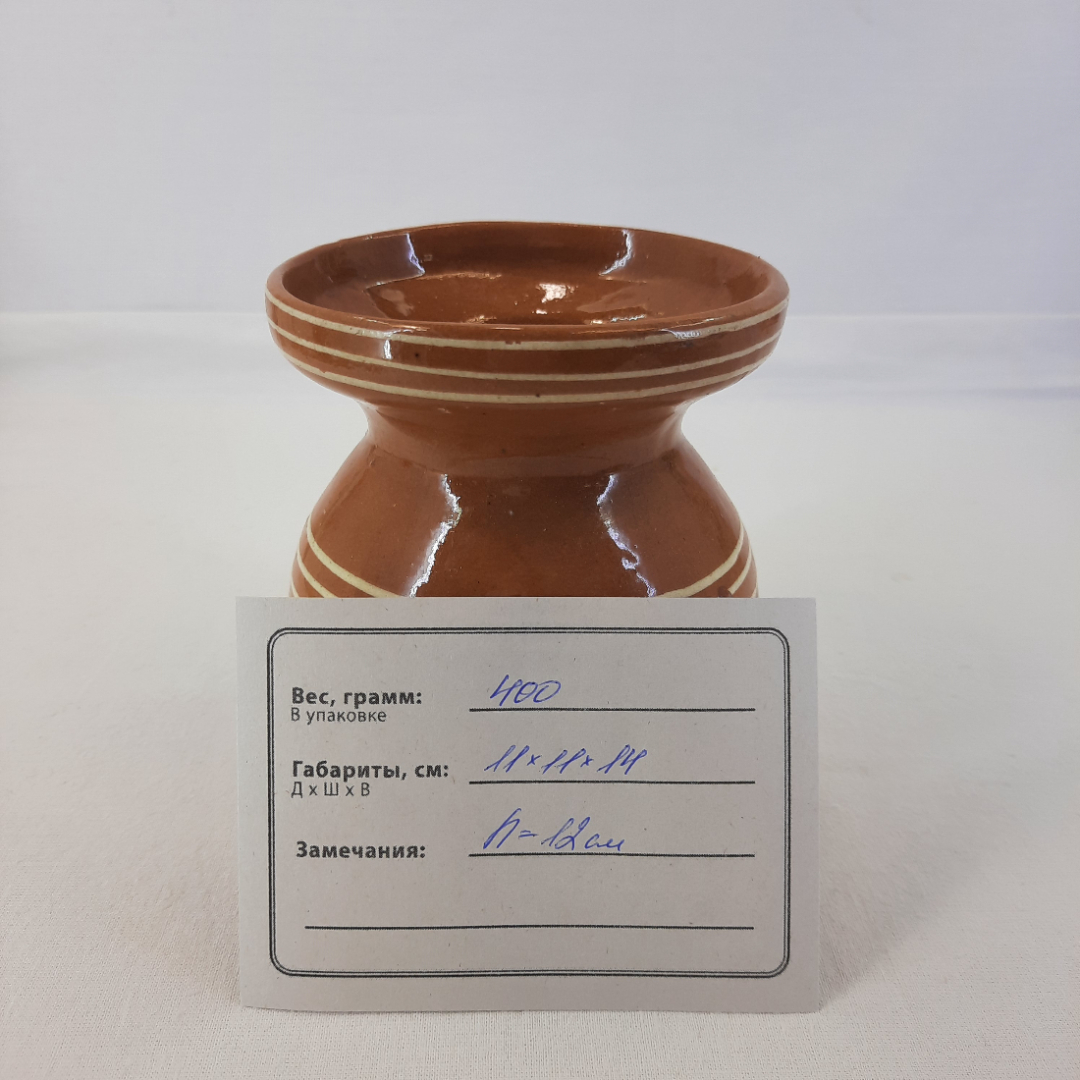 Вес, грамм: 400
В упаковке
Габариты, см: 11×11×14
Д х Ш х В
Замечания: h=12см